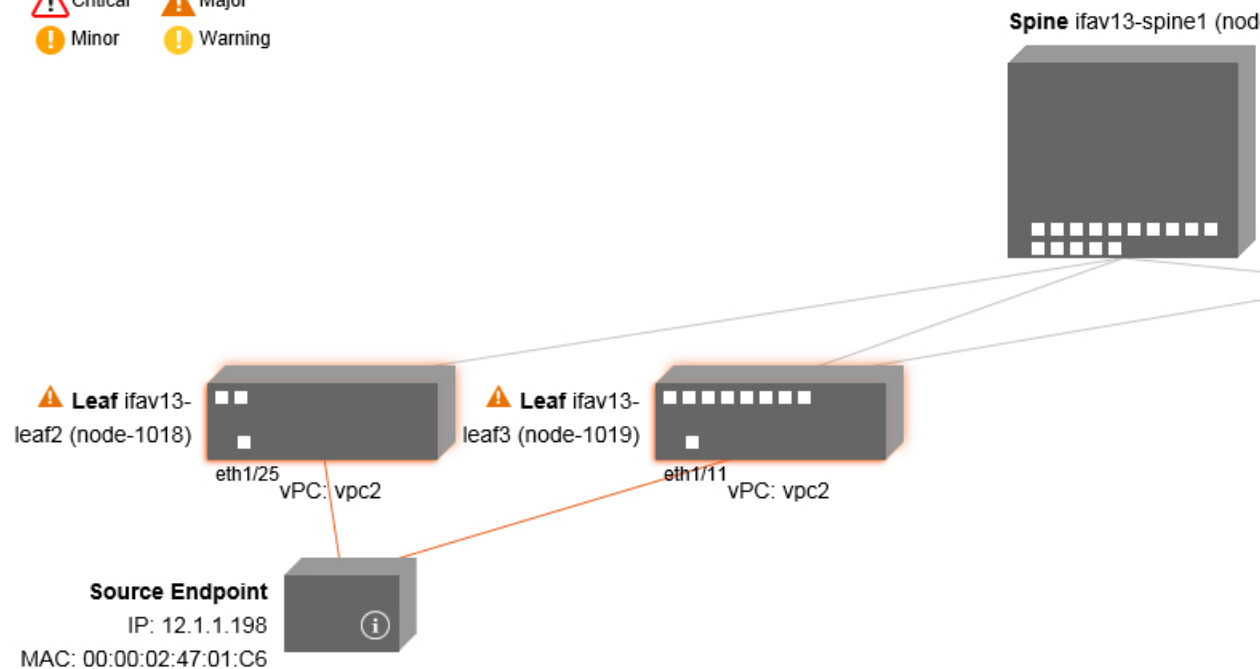 Critical
Major
Minor
Warning
Spine ifav13-spine1 (nod
Leaf ifav13-
leaf2 (node-1018)
eth1/25
vPC: vpc2
Leaf ifav13-
leaf3 (node-1019)
eth1/11
vPC: vpc2
Source Endpoint
IP: 12.1.1.198
MAC: 00:00:02:47:01:C6